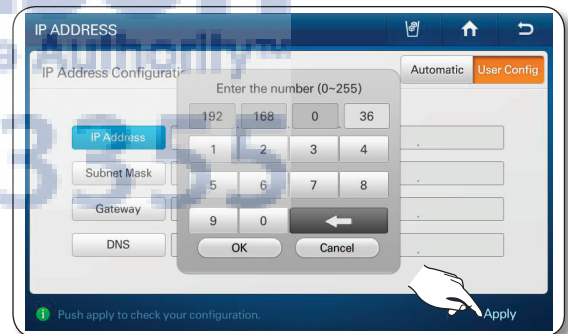 IP ADDRESS
IP Address Configurati
Automatic User Config
Enter the number (0~255)
192 . 168 . 0 . 36
IP Address
1 2 3 4
Subnet Mask
5 6 7 8
Gateway
9 0
DNS
OK Cancel
Push apply to check your configuration.
Apply
Authority™
3355